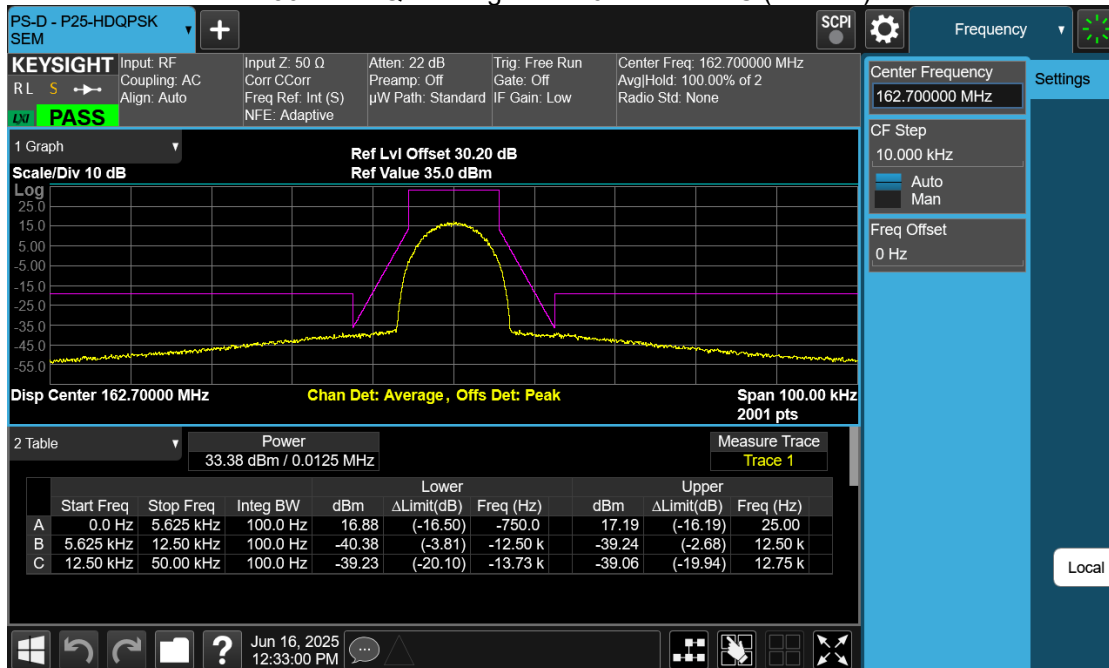 PS-D - P25-HDQPSK
SEM
SCPI
Frequency
KEYSIGHT
R L S
LXI PASS
Input: RF
Coupling: AC
Align: Auto
Input Z: 50 Ω
Corr CCorr
Freq Ref: Int (S)
NFE: Adaptive
Atten: 22 dB
Preamp: Off
µW Path: Standard
Trig: Free Run
Gate: Off
IF Gain: Low
Center Freq: 162.700000 MHz
Avg|Hold: 100.00% of 2
Radio Std: None
Center Frequency
162.700000 MHz
Settings
CF Step
10.000 kHz
Auto
Man
Freq Offset
0 Hz
1 Graph
Scale/Div 10 dB
Ref Lvl Offset 30.20 dB
Ref Value 35.0 dBm
Log
25.0
15.0
5.00
-5.00
-15.0
-25.0
-35.0
-45.0
-55.0
Disp Center 162.70000 MHz
Chan Det: Average, Offs Det: Peak
Span 100.00 kHz
2001 pts
2 Table
Power
33.38 dBm / 0.0125 MHz
Measure Trace
Trace 1
Lower Upper
Start Freq Stop Freq Integ BW dBm ∆Limit(dB) Freq (Hz) dBm ∆Limit(dB) Freq (Hz)
A 0.0 Hz 5.625 kHz 100.0 Hz 16.88 (-16.50) -750.0 17.19 (-16.19) 25.00
B 5.625 kHz 12.50 kHz 100.0 Hz -40.38 (-3.81) -12.50 k -39.24 (-2.68) 12.50 k
C 12.50 kHz 50.00 kHz 100.0 Hz -39.23 (-20.10) -13.73 k -39.06 (-19.94) 12.75 k
Local
?
Jun 16, 2025
12:33:00 PM